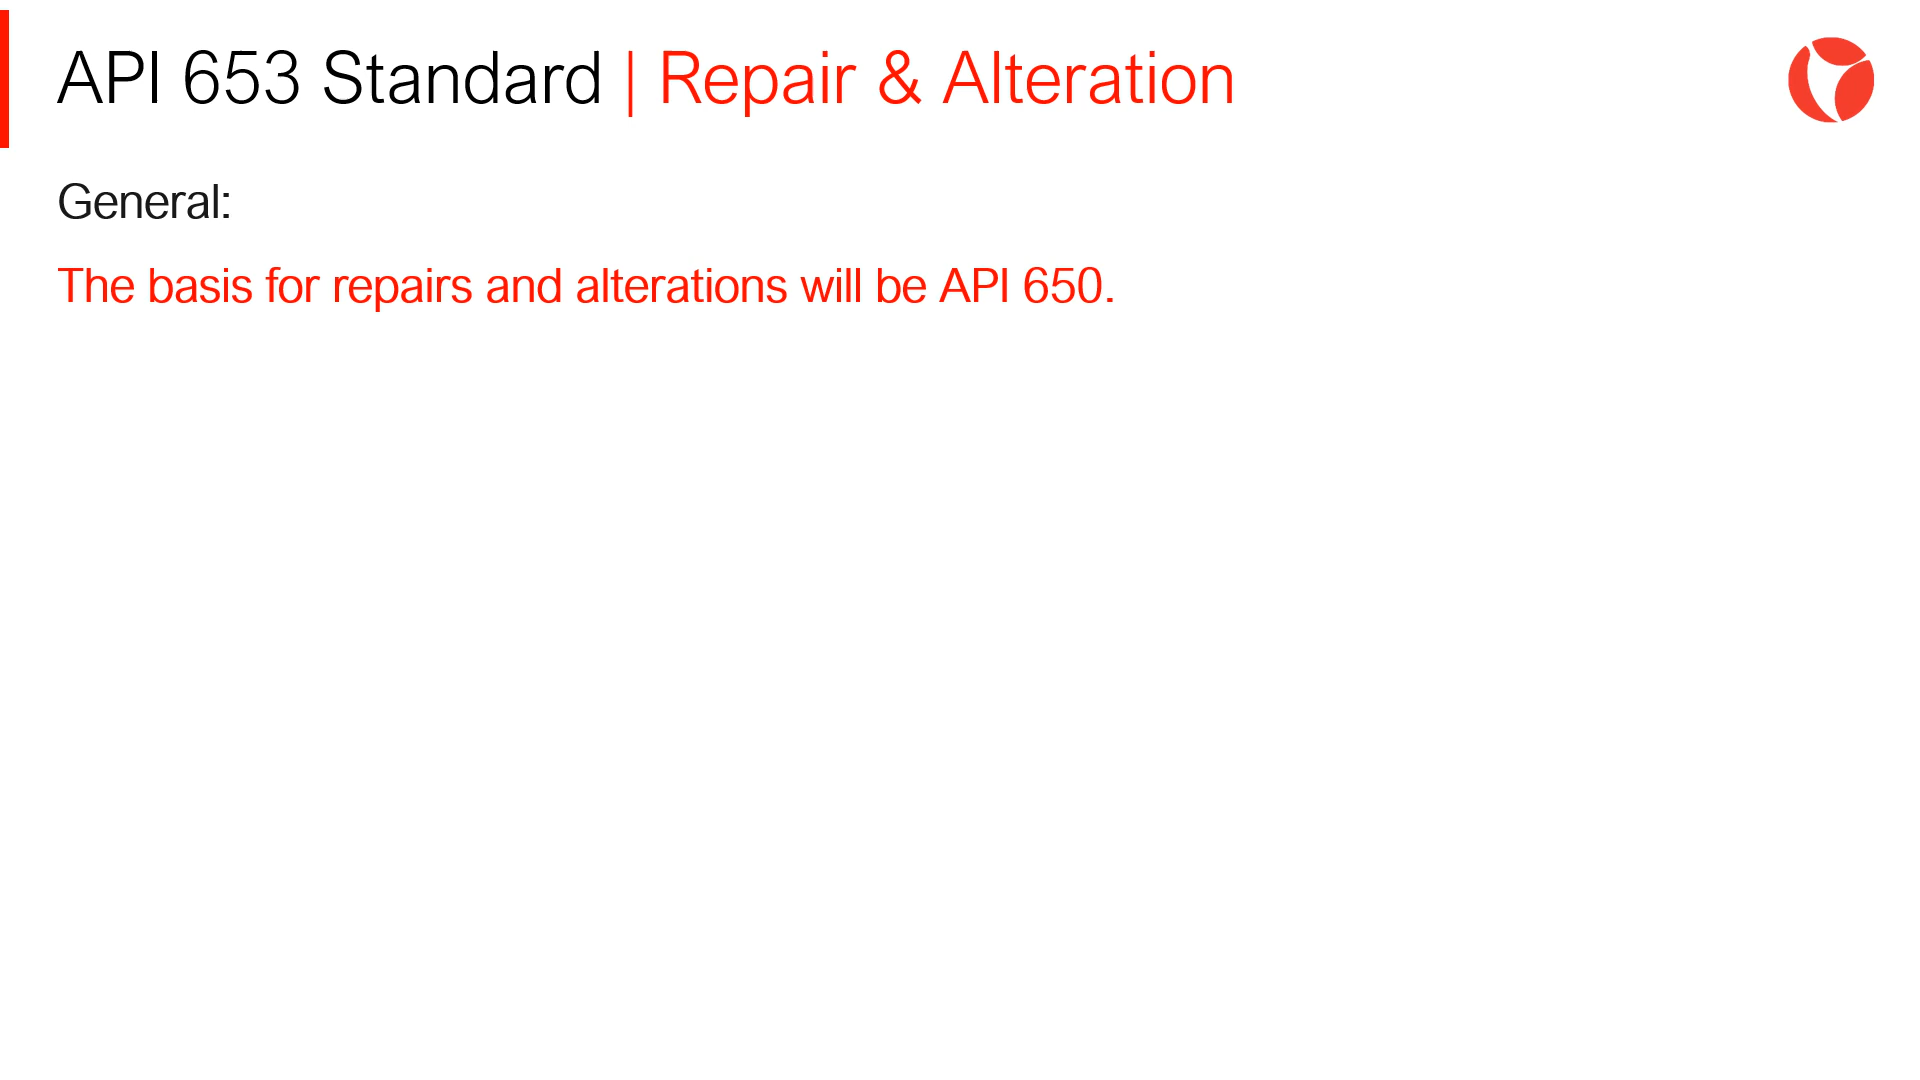 API 653 Standard | Repair & Alteration
General:
The basis for repairs and alterations will be API 650.